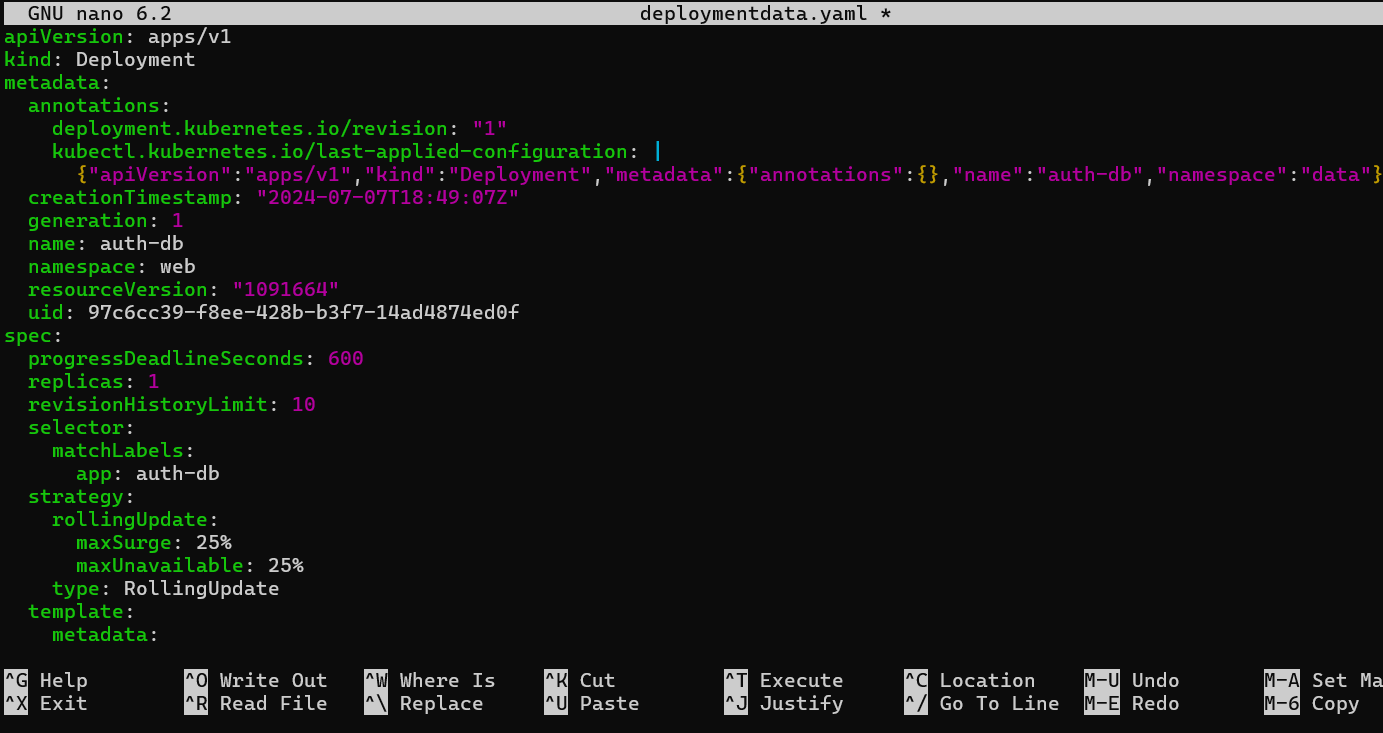 GNU nano 6.2 deploymentdata.yaml *
apiVersion: apps/v1
kind: Deployment
metadata:
  annotations:
    deployment.kubernetes.io/revision: "1"
    kubectl.kubernetes.io/last-applied-configuration: |
      {"apiVersion":"apps/v1","kind":"Deployment","metadata":{"annotations":{},"name":"auth-db","namespace":"data"}
  creationTimestamp: "2024-07-07T18:49:07Z"
  generation: 1
  name: auth-db
  namespace: web
  resourceVersion: "1091664"
  uid: 97c6cc39-f8ee-428b-b3f7-14ad4874ed0f
spec:
  progressDeadlineSeconds: 600
  replicas: 1
  revisionHistoryLimit: 10
  selector:
    matchLabels:
      app: auth-db
  strategy:
    rollingUpdate:
      maxSurge: 25%
      maxUnavailable: 25%
    type: RollingUpdate
  template:
    metadata:
^G Help ^O Write Out ^W Where Is ^K Cut ^T Execute ^C Location M-U Undo M-A Set Ma
^X Exit ^R Read File ^\ Replace ^U Paste ^J Justify ^/ Go To Line M-E Redo M-6 Copy